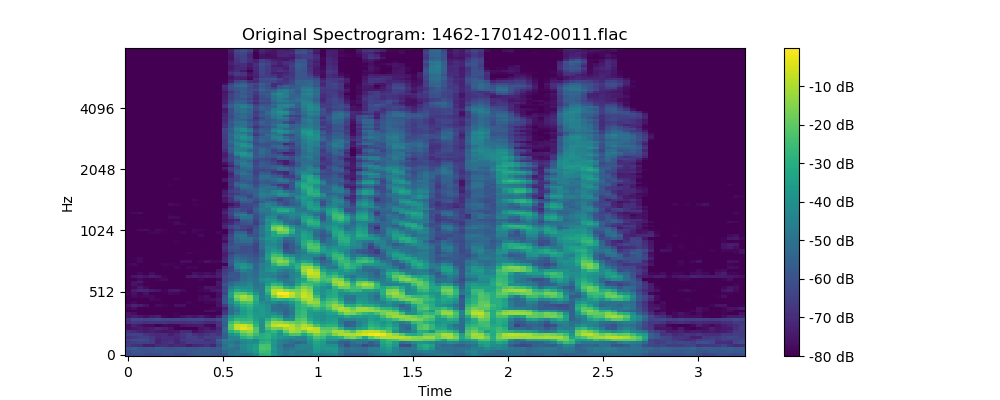 Original Spectrogram: 1462-170142-0011.flac
Hz
4096
2048
1024
512
0
0
0.5
1
1.5
2
2.5
3
Time
-10 dB
-20 dB
-30 dB
-40 dB
-50 dB
-60 dB
-70 dB
-80 dB